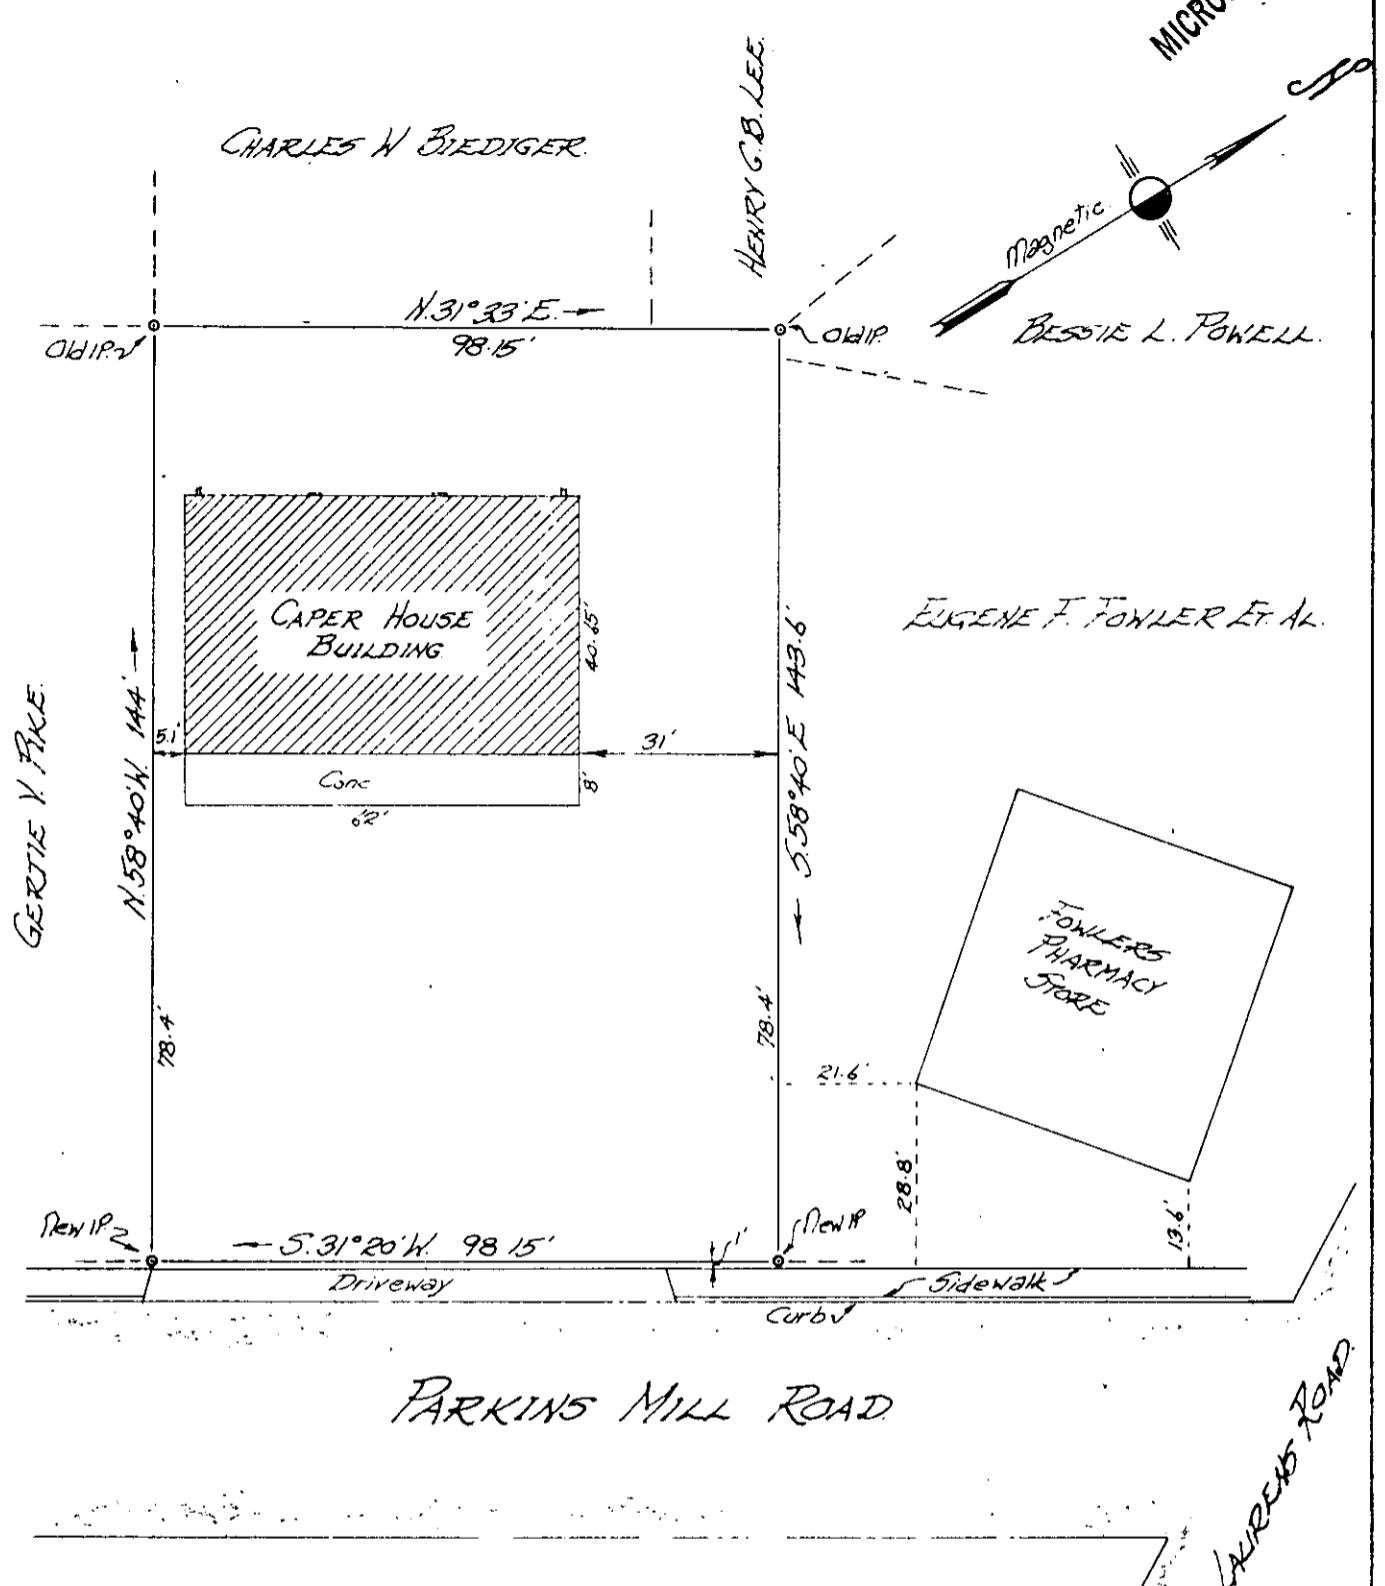 CHARLES W BIEDIGER.
HENRY C.B. LEE.
Magnetic
N.31°33'E.
98.15'
Old IP.
Old IP.
BESSIE L. POWELL.
CAPER HOUSE
BUILDING
40.65'
EUGENE F. FOWLER ET. AL.
GERTIE V. PIKE.
N.58°40'W. 144'
S.58°40'E 143.6'
5.1'
31'
Conc
8'
62'
FOWLERS
PHARMACY
STORE
78.4'
78.4'
21.6'
28.8'
13.6'
New IP.
S.31°20'W. 98 15'
1'
New IP
Driveway
Sidewalk
Curb
PARKINS MILL ROAD.
LAURENS ROAD.